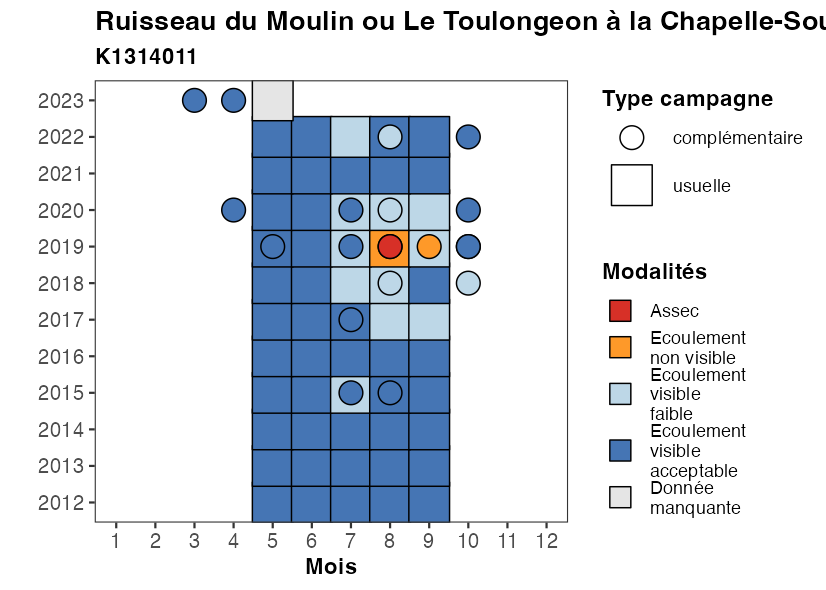 Ruisseau du Moulin ou Le Toulongeon à la Chapelle-Sou
K1314011
2023
2022
2021
2020
2019
2018
2017
2016
2015
2014
2013
2012
1 2 3 4 5 6 7 8 9 10 11 12
Mois
Type campagne
complémentaire
usuelle
Modalités
Assec
Ecoulement
non visible
Ecoulement
visible
faible
Ecoulement
visible
acceptable
Donnée
manquante